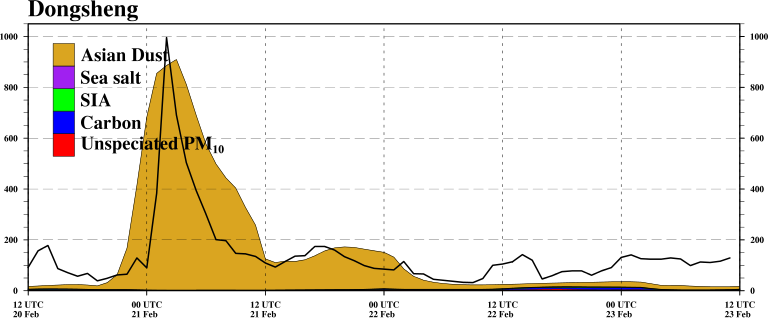 Dongsheng
1000 1000
800 800
600 600
400 400
200 200
0 0
Asian Dust
Sea salt
SIA
Carbon
Unspeciated PM10
12 UTC 00 UTC 12 UTC 00 UTC 12 UTC 00 UTC 12 UTC
20 Feb 21 Feb 21 Feb 22 Feb 22 Feb 23 Feb 23 Feb